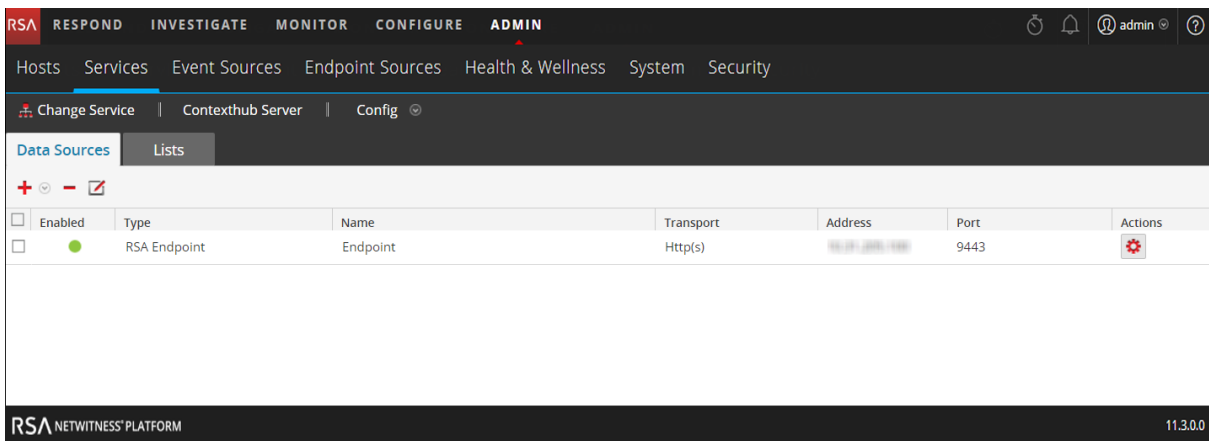 RSA RESPOND INVESTIGATE MONITOR CONFIGURE ADMIN admin ?
Hosts Services Event Sources Endpoint Sources Health & Wellness System Security
Change Service | Contexthub Server | Config
Data Sources Lists
Enabled Type Name Transport Address Port Actions
RSA Endpoint Endpoint Http(s) 9443
RSA NETWITNESS® PLATFORM 11.3.0.0